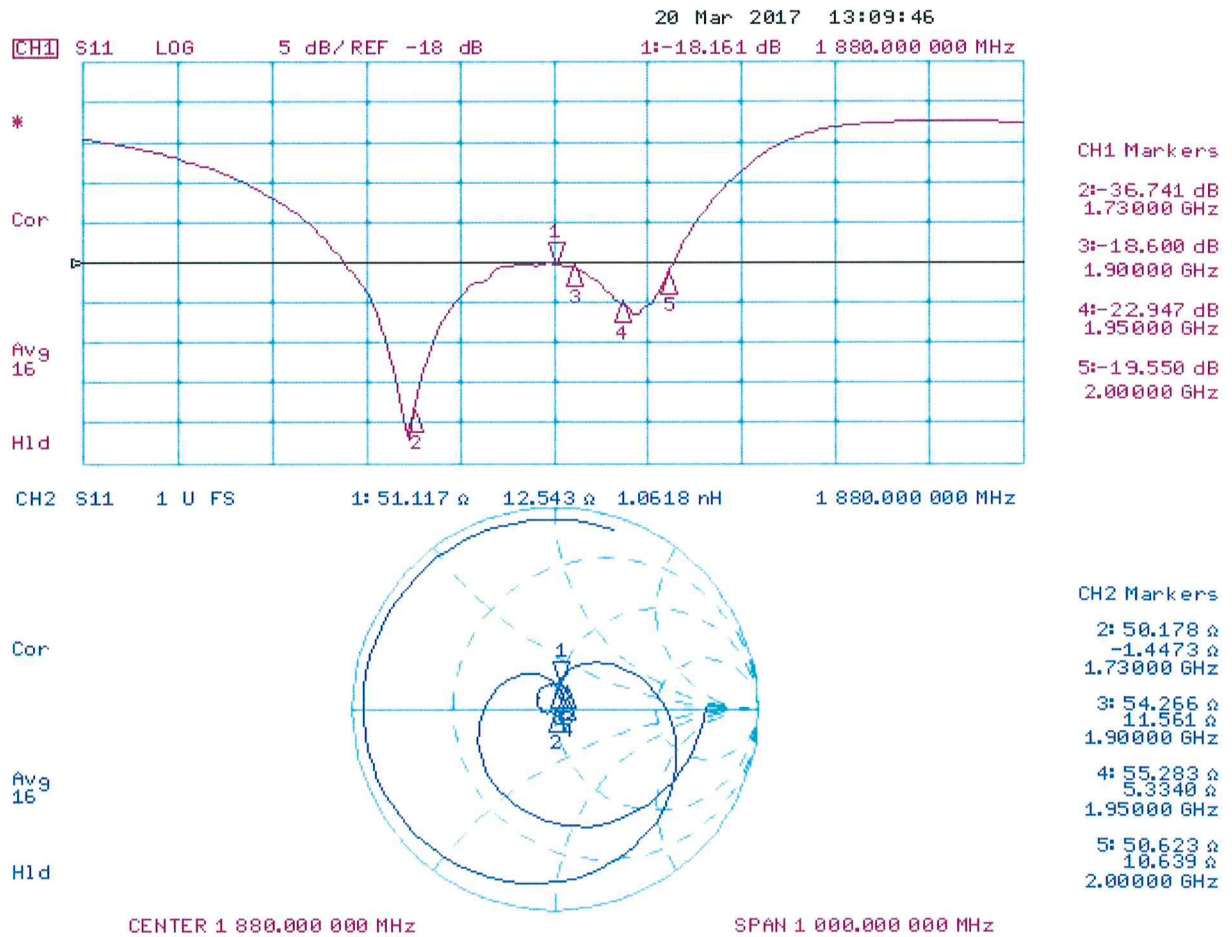 20 Mar 2017 13:09:46
CH1 S11 LOG 5 dB/REF -18 dB 1:-18.161 dB 1 880.000 000 MHz
*
CH1 Markers
2:-36.741 dB
1.73000 GHz
Cor
1
3:-18.600 dB
1.90000 GHz
3
5
4
4:-22.947 dB
1.95000 GHz
Avg
16
5:-19.550 dB
2.00000 GHz
Hld
2
CH2 S11 1 U FS 1: 51.117 Ω 12.543 Ω 1.0618 nH 1 880.000 000 MHz
CH2 Markers
2: 50.178 Ω
-1.4473 Ω
1.73000 GHz
Cor
1
3: 54.266 Ω
11.561 Ω
1.90000 GHz
4
2
4: 55.283 Ω
5.3340 Ω
1.95000 GHz
Avg
16
5: 50.623 Ω
10.639 Ω
2.00000 GHz
Hld
CENTER 1 880.000 000 MHz SPAN 1 000.000 000 MHz